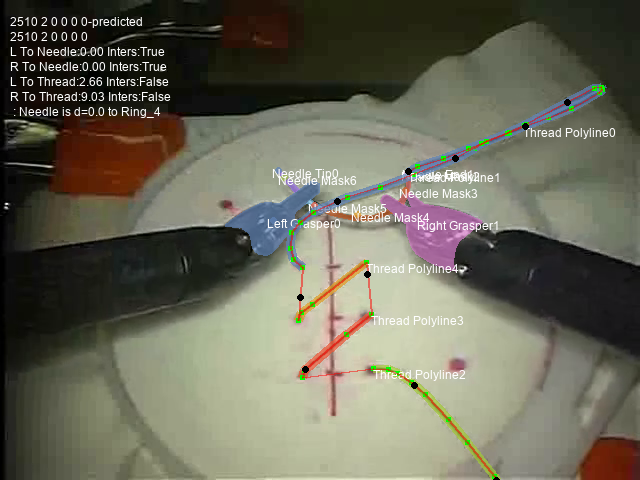 2510 2 0 0 0 0-predicted
2510 2 0 0 0 0
L To Needle:0.00 Inters:True
R To Needle:0.00 Inters:True
L To Thread:2.66 Inters:False
R To Thread:9.03 Inters:False
: Needle is d=0.0 to Ring_4
Thread Polyline0
Needle Tip0
Needle Mask6
Thread Polyline1
Needle Mask3
Needle Mask5
Needle Mask4
Left Grasper0
Right Grasper1
Thread Polyline4
Thread Polyline3
Thread Polyline2